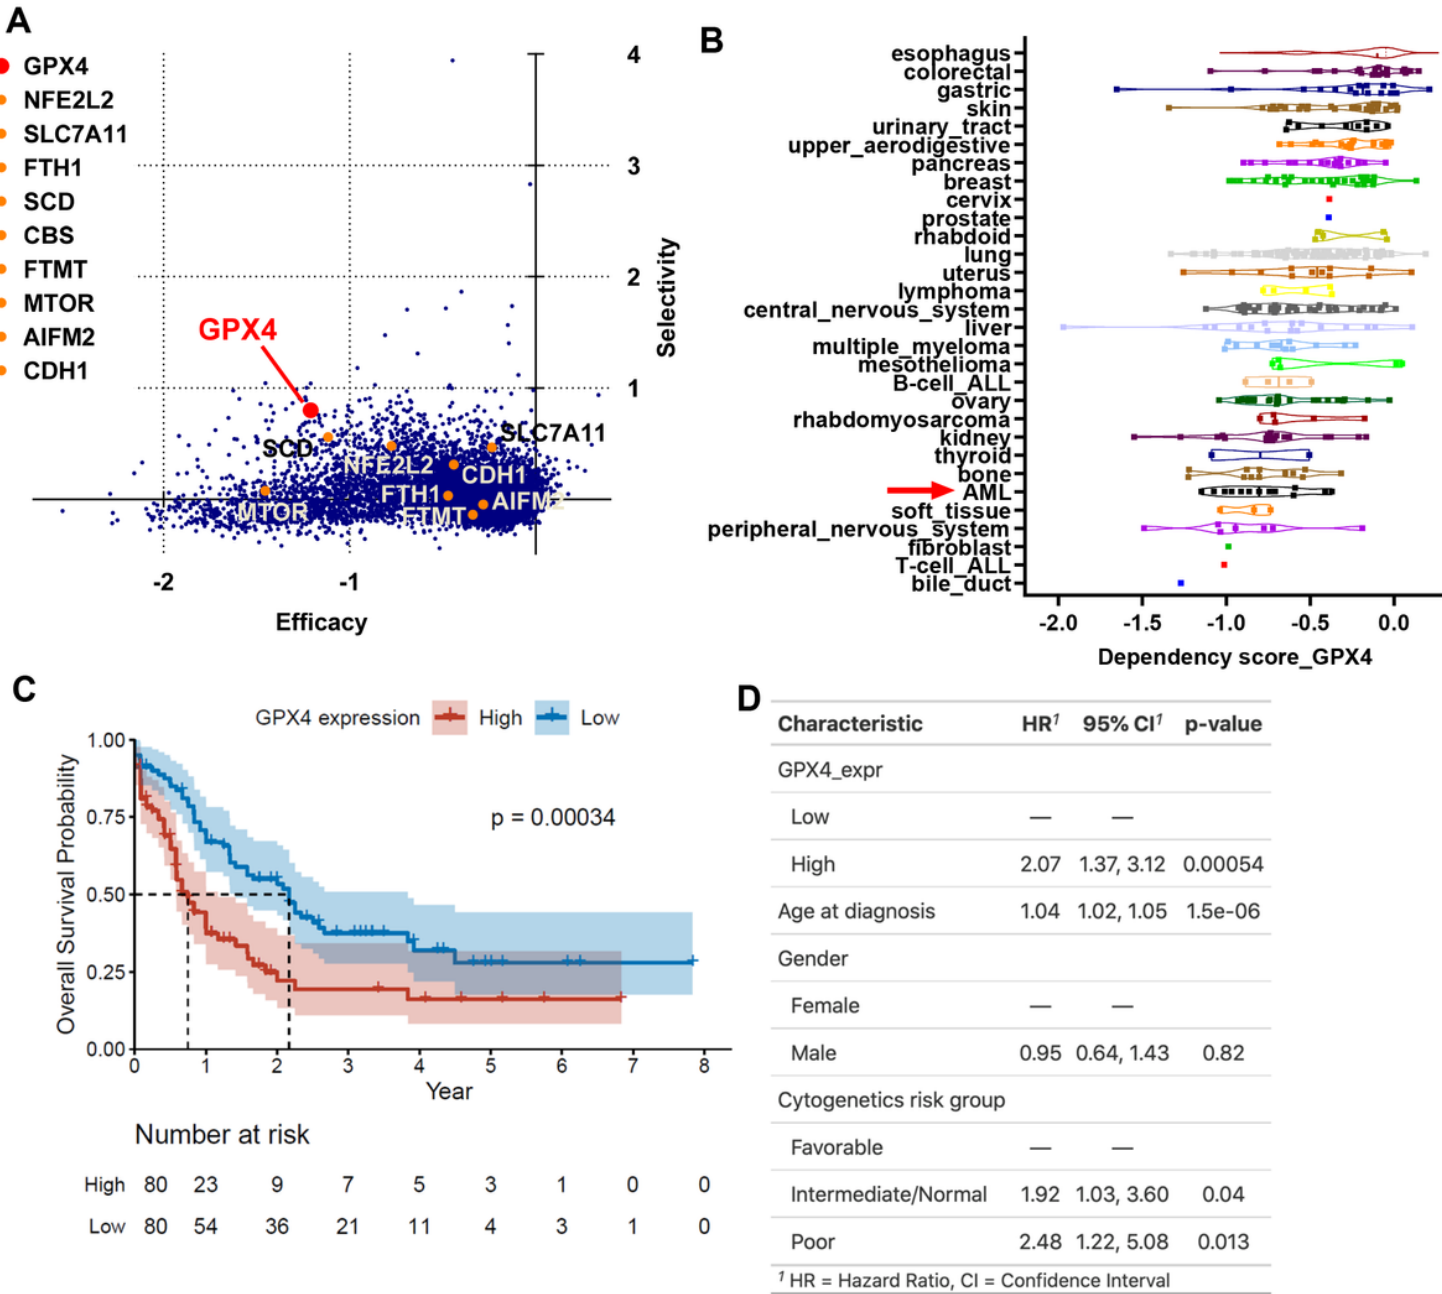 A
GPX4
NFE2L2
SLC7A11
FTH1
SCD
CBS
FTMT
MTOR
AIFM2
CDH1
4
3
2
1
Selectivity
GPX4
SCD
SLC7A11
NFE2L2
CDH1
FTH1
AIFM2
MTOR
FTMT
-2 -1
Efficacy
B
esophagus
colorectal
gastric
skin
urinary_tract
upper_aerodigestive
pancreas
breast
cervix
prostate
rhabdoid
lung
uterus
lymphoma
central_nervous_system
liver
multiple_myeloma
mesothelioma
B-cell_ALL
ovary
rhabdomyosarcoma
kidney
thyroid
bone
AML
soft_tissue
peripheral_nervous_system
fibroblast
T-cell_ALL
bile_duct
-2.0 -1.5 -1.0 -0.5 0.0
Dependency score_GPX4
C
GPX4 expression High Low
Overall Survival Probability
1.00
0.75
0.50
0.25
0.00
p = 0.00034
0 1 2 3 4 5 6 7 8
Year
Number at risk
High 80 23 9 7 5 3 1 0 0
Low 80 54 36 21 11 4 3 1 0
D
Characteristic HR1 95% CI1 p-value
GPX4_expr
Low — —
High 2.07 1.37, 3.12 0.00054
Age at diagnosis 1.04 1.02, 1.05 1.5e-06
Gender
Female — —
Male 0.95 0.64, 1.43 0.82
Cytogenetics risk group
Favorable — —
Intermediate/Normal 1.92 1.03, 3.60 0.04
Poor 2.48 1.22, 5.08 0.013
1 HR = Hazard Ratio, CI = Confidence Interval